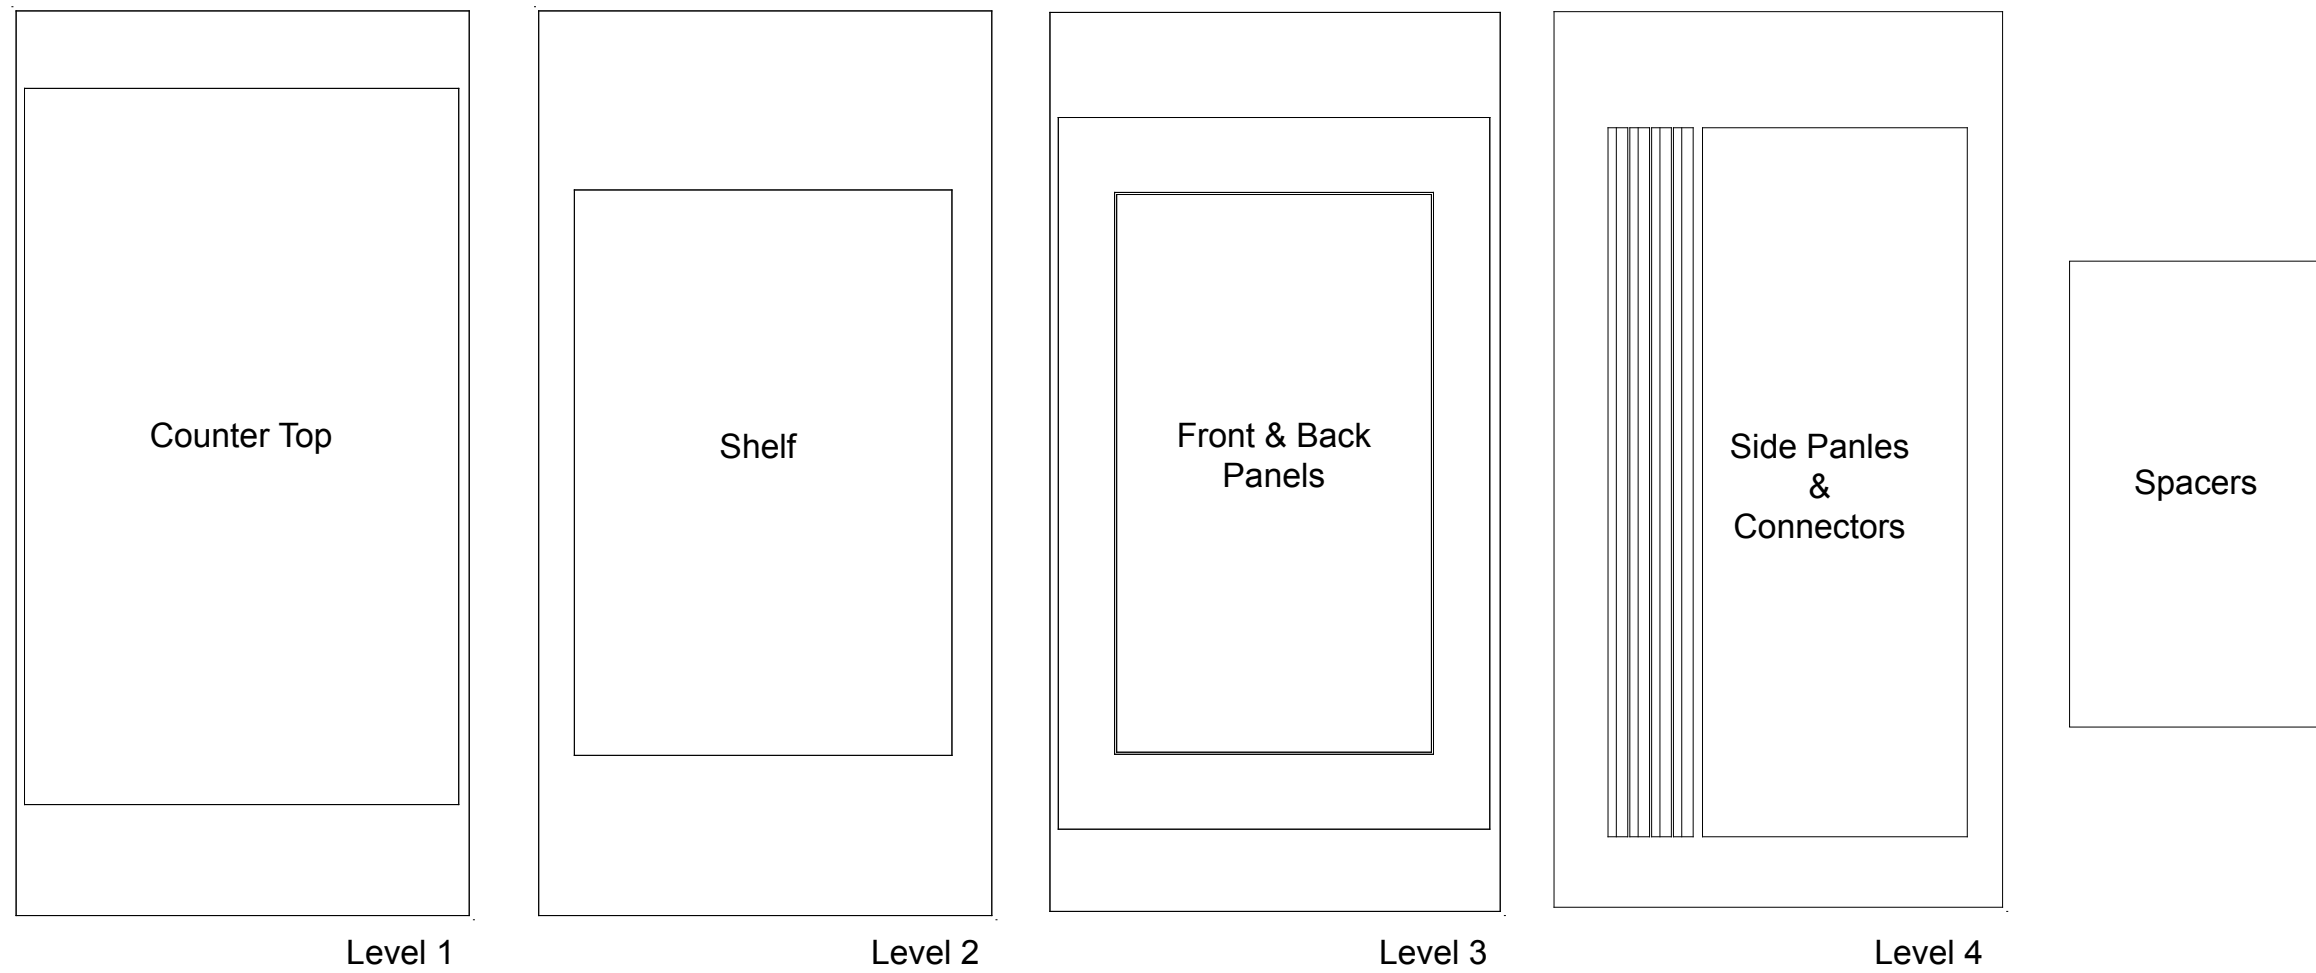 Counter Top
Shelf
Front & Back
Panels
Side Panles
&
Connectors
Spacers
Level 1
Level 2
Level 3
Level 4